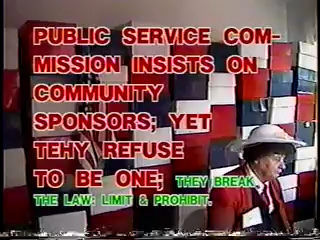 PUBLIC SERVICE COM-
MISSION INSISTS ON
COMMUNITY
SPONSORS; YET
TEHY REFUSE
TO BE ONE; THEY BREAK
THE LAW: LIMIT & PROHIBIT.